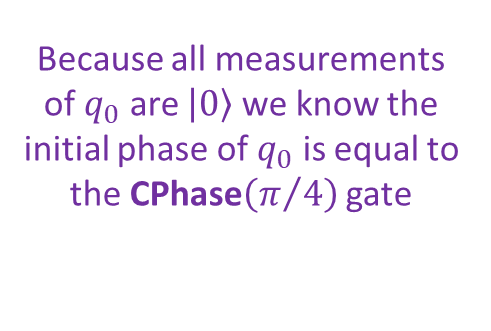 Because all measurements
of q₀ are |0⟩ we know the
initial phase of q₀ is equal to
the CPhase(π/4) gate